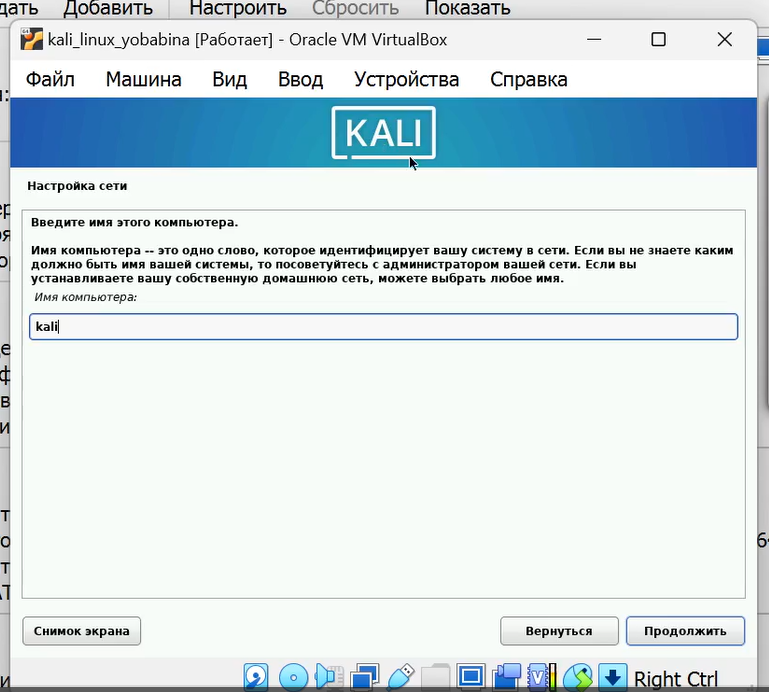 дать Добавить Настроить Сбросить Показать
kali_linux_yobabina [Работает] - Oracle VM VirtualBox
Файл Машина Вид Ввод Устройства Справка
KALI
Настройка сети
Введите имя этого компьютера.
Имя компьютера -- это одно слово, которое идентифицирует вашу систему в сети. Если вы не знаете каким
должно быть имя вашей системы, то посоветуйтесь с администратором вашей сети. Если вы
устанавливаете вашу собственную домашнюю сеть, можете выбрать любое имя.
Имя компьютера:
kali
Снимок экрана Вернуться Продолжить
Right Ctrl